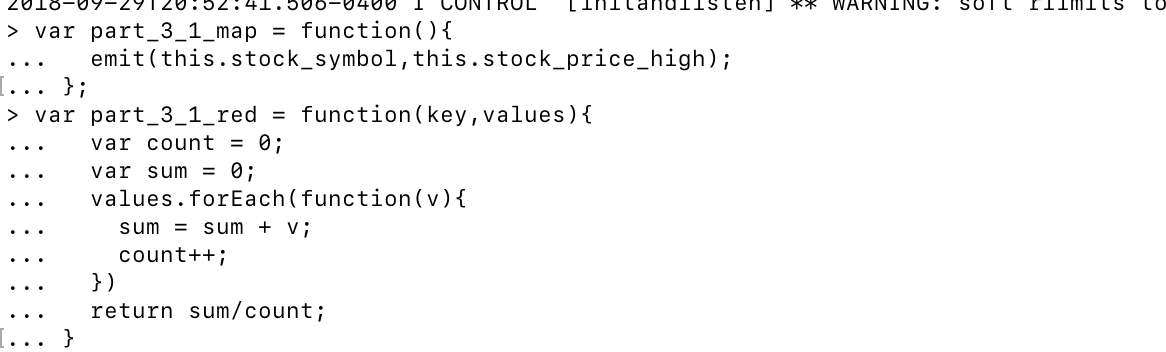 2018-09-29T20:52:41.506-0400 I CONTROL  [initandlisten] ** WARNING: soft rlimits to
> var part_3_1_map = function(){
...   emit(this.stock_symbol,this.stock_price_high);
[... };
> var part_3_1_red = function(key,values){
...   var count = 0;
...   var sum = 0;
...   values.forEach(function(v){
...     sum = sum + v;
...     count++;
...   })
...   return sum/count;
[... }